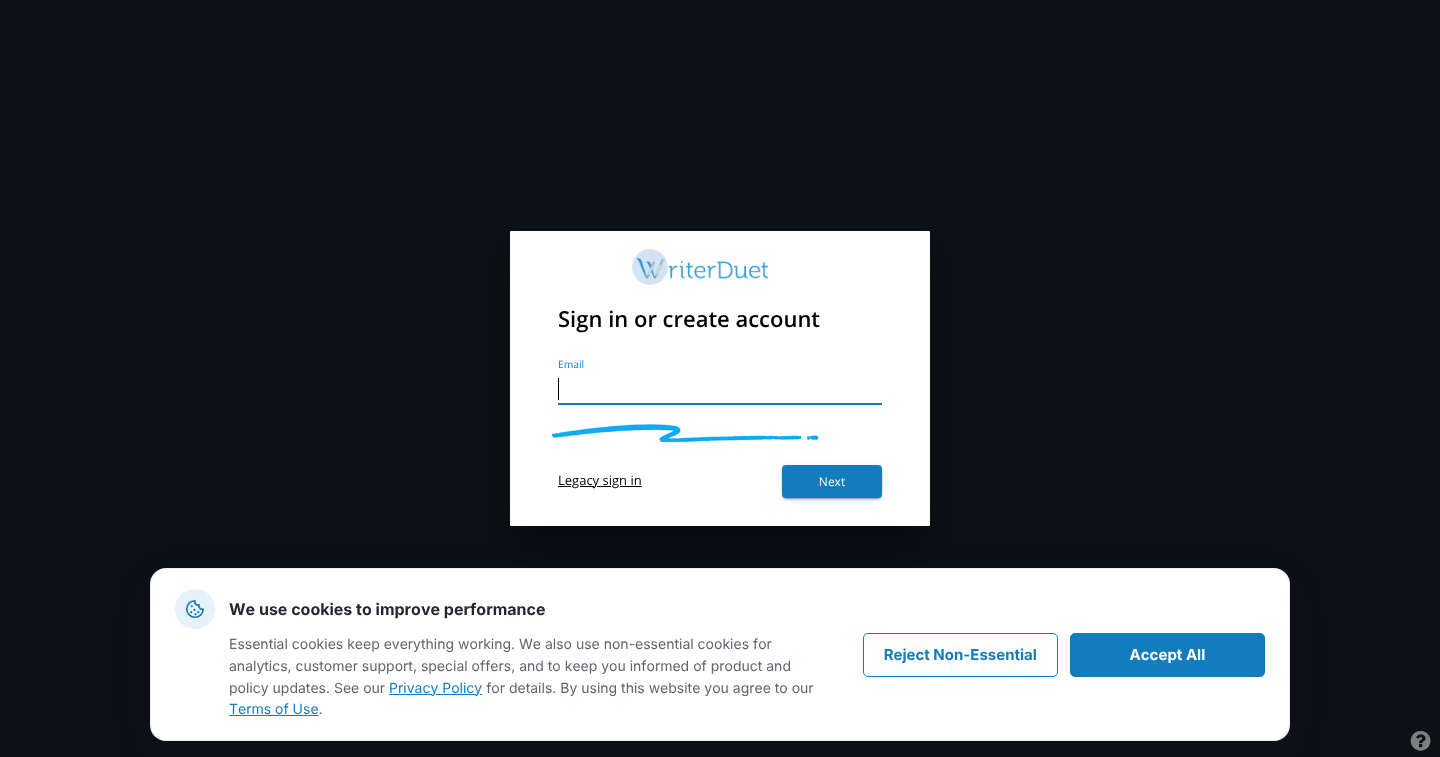 WriterDuet
Sign in or create account
Email
Legacy sign in
Next
We use cookies to improve performance
Essential cookies keep everything working. We also use non-essential cookies for
analytics, customer support, special offers, and to keep you informed of product and
policy updates. See our Privacy Policy for details. By using this website you agree to our
Terms of Use.
Reject Non-Essential
Accept All
?